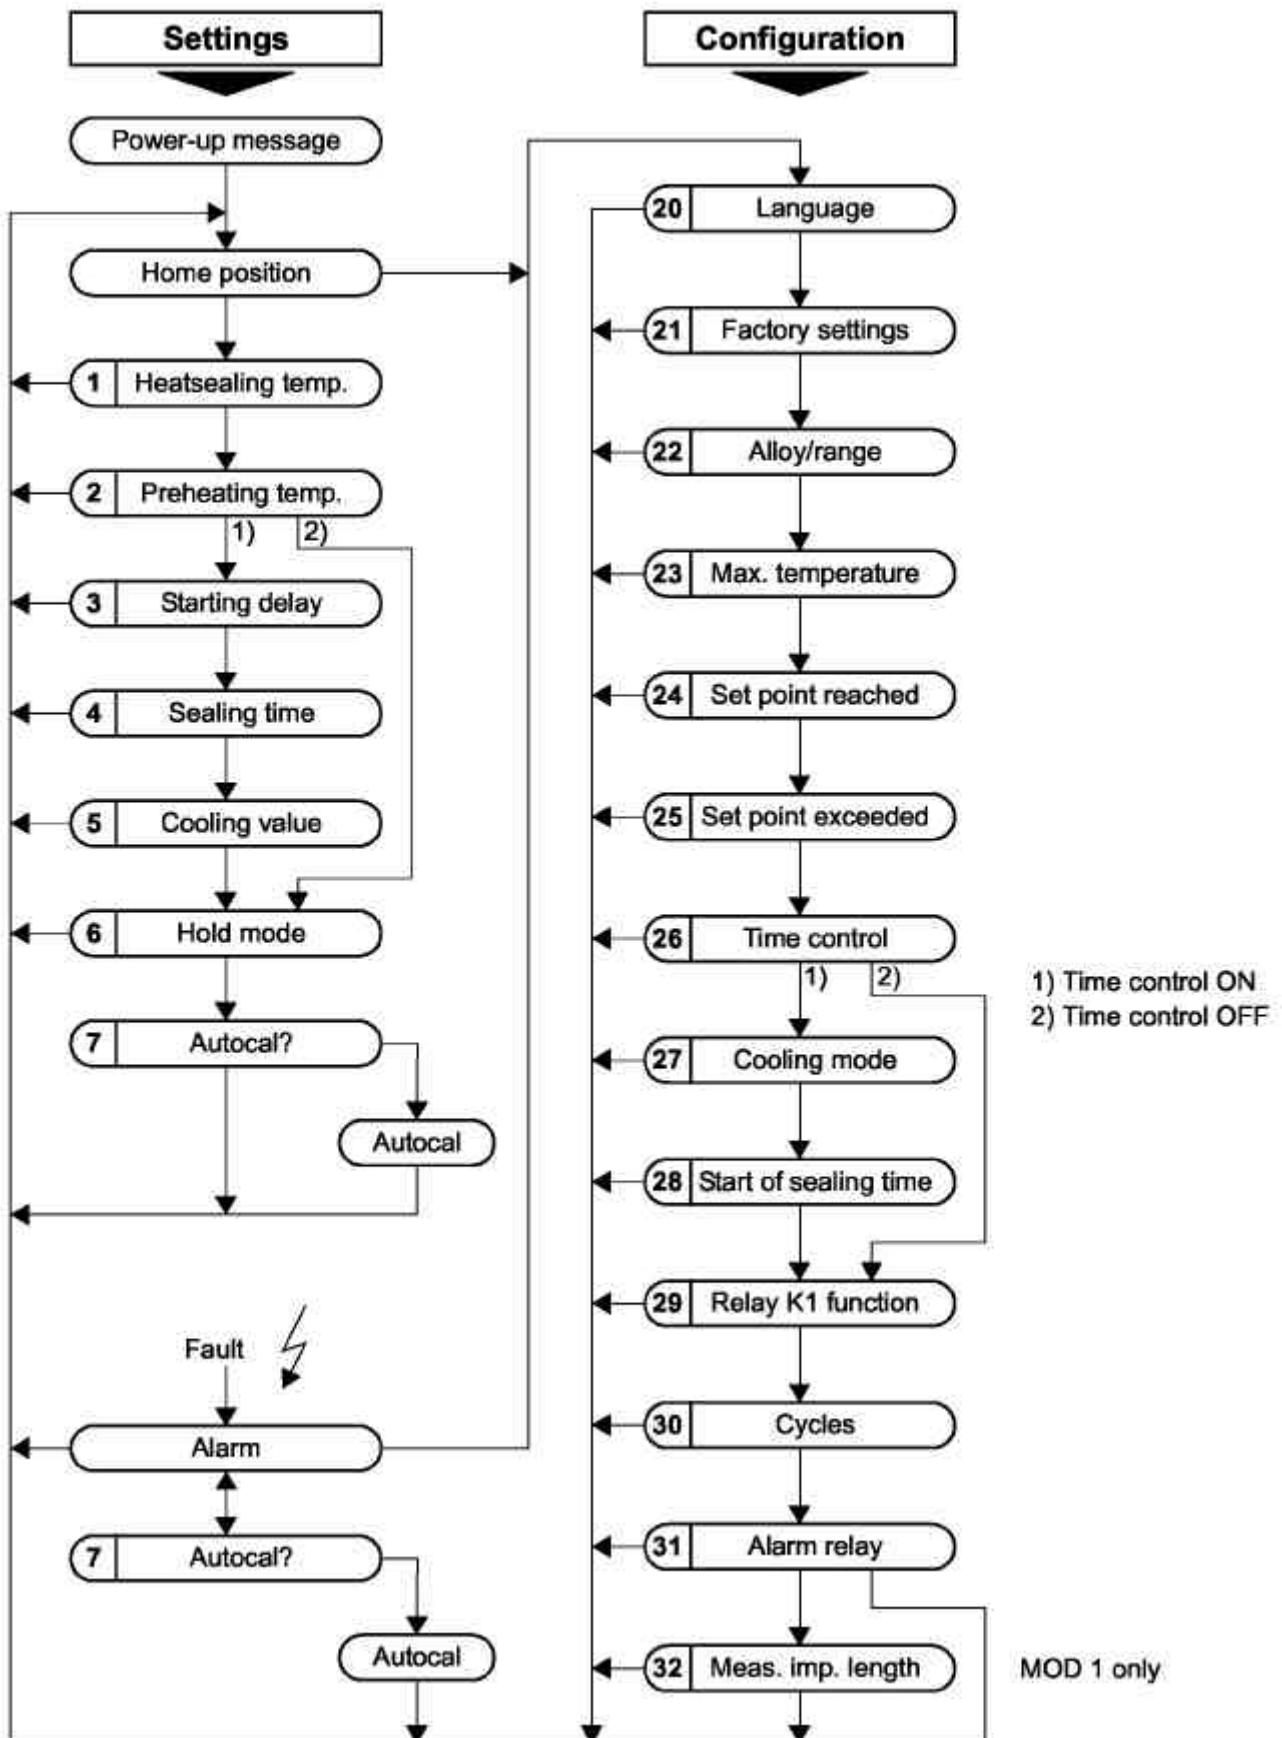 Settings
Power-up message
Home position
1 Heatsealing temp.
2 Preheating temp.
1) 2)
3 Starting delay
4 Sealing time
5 Cooling value
6 Hold mode
7 Autocal?
Autocal
Fault
Alarm
7 Autocal?
Autocal
Configuration
20 Language
21 Factory settings
22 Alloy/range
23 Max. temperature
24 Set point reached
25 Set point exceeded
26 Time control
1) 2)
1) Time control ON
2) Time control OFF
27 Cooling mode
28 Start of sealing time
29 Relay K1 function
30 Cycles
31 Alarm relay
32 Meas. imp. length
MOD 1 only